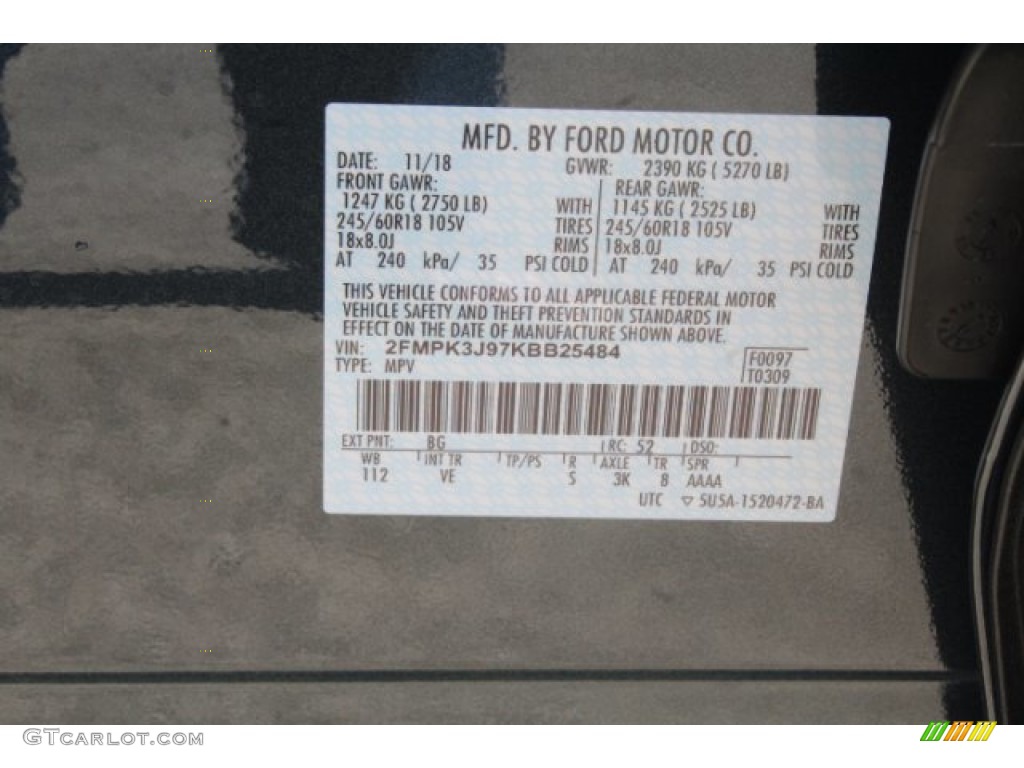 MFD. BY FORD MOTOR CO.
DATE: 11/18 GVWR: 2390 KG ( 5270 LB)
FRONT GAWR: REAR GAWR:
1247 KG ( 2750 LB) WITH 1145 KG ( 2525 LB) WITH
245/60R18 105V TIRES 245/60R18 105V TIRES
18x8.0J RIMS 18x8.0J RIMS
AT 240 kPa/ 35 PSI COLD AT 240 kPa/ 35 PSI COLD
THIS VEHICLE CONFORMS TO ALL APPLICABLE FEDERAL MOTOR
VEHICLE SAFETY AND THEFT PREVENTION STANDARDS IN
EFFECT ON THE DATE OF MANUFACTURE SHOWN ABOVE.
VIN: 2FMPK3J97KBB25484
TYPE: MPV
F0097
T0309
EXT PNT: BG RC: 52 DSO:
WB INT TR TP/PS R AXLE TR SPR
112 VE S 3K 8 AAAA
UTC ▽ 5U5A-1520472-BA
GTcarlot.com